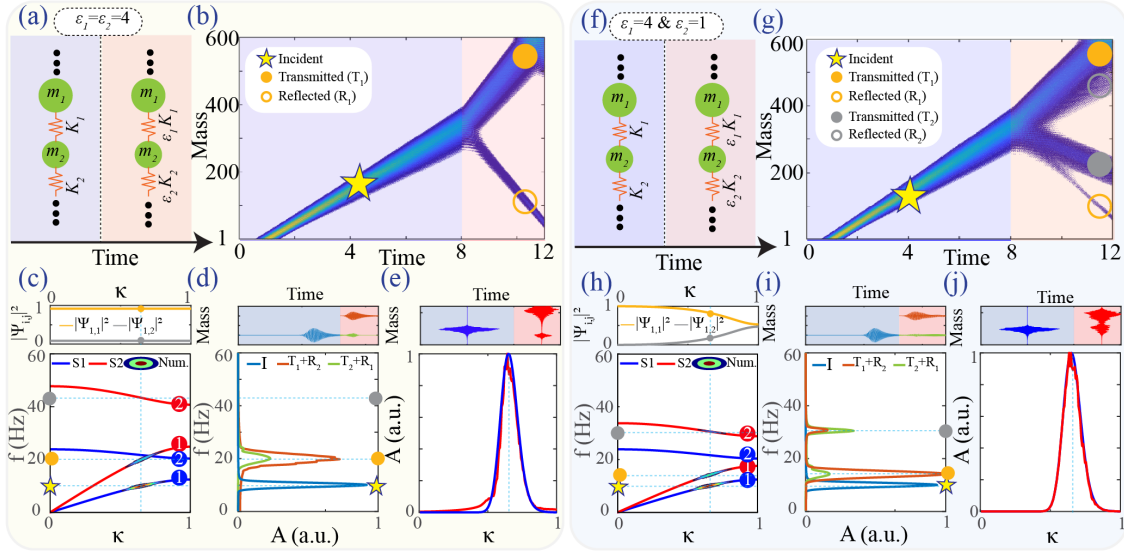 (a)
ε₁=ε₂=4
m₁
K₁
m₂
K₂
m₁
ε₁K₁
m₂
ε₂K₂
Time
(b)
600
400
200
1
Mass
Incident
Transmitted (T₁)
Reflected (R₁)
1
4
8
12
Time
(c)
κ
0
1
|Ψᵢ,ⱼ|²
1
0
|Ψ₁,₁|²
|Ψ₁,₂|²
60
40
20
0
f (Hz)
S1
S2
Num.
2
1
2
1
0
1
κ
(d)
Time
Mass
I
T₁+R₂
T₂+R₁
60
40
20
0
f (Hz)
0
1
A (a.u.)
(e)
Time
Mass
1
0
A (a.u.)
0
1
κ
(f)
ε₁=4 & ε₂=1
m₁
K₁
m₂
K₂
m₁
ε₁K₁
m₂
ε₂K₂
Time
(g)
600
400
200
1
Mass
Incident
Transmitted (T₁)
Reflected (R₁)
Transmitted (T₂)
Reflected (R₂)
1
4
8
12
Time
(h)
κ
0
1
|Ψᵢ,ⱼ|²
1
0
|Ψ₁,₁|²
|Ψ₁,₂|²
60
40
20
0
f (Hz)
S1
S2
Num.
2
2
1
1
0
1
κ
(i)
Time
Mass
I
T₁+R₂
T₂+R₁
60
40
20
0
f (Hz)
0
1
A (a.u.)
(j)
Time
Mass
1
0
A (a.u.)
0
1
κ